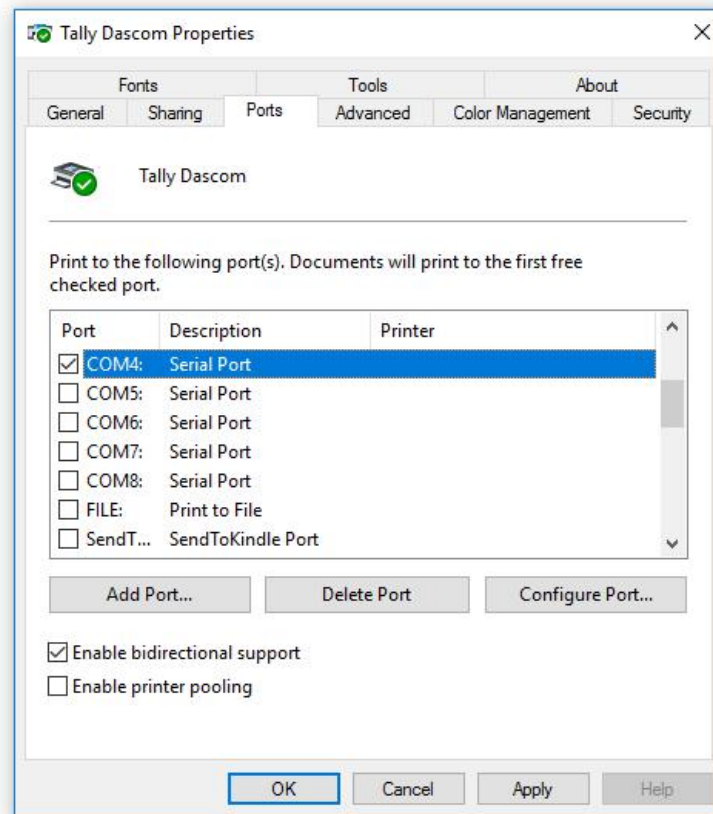 Tally Dascom Properties
Fonts Tools About
General Sharing Ports Advanced Color Management Security
Tally Dascom
Print to the following port(s). Documents will print to the first free
checked port.
Port Description Printer
COM4: Serial Port
COM5: Serial Port
COM6: Serial Port
COM7: Serial Port
COM8: Serial Port
FILE: Print to File
SendT... SendToKindle Port
Add Port... Delete Port Configure Port...
Enable bidirectional support
Enable printer pooling
OK Cancel Apply Help